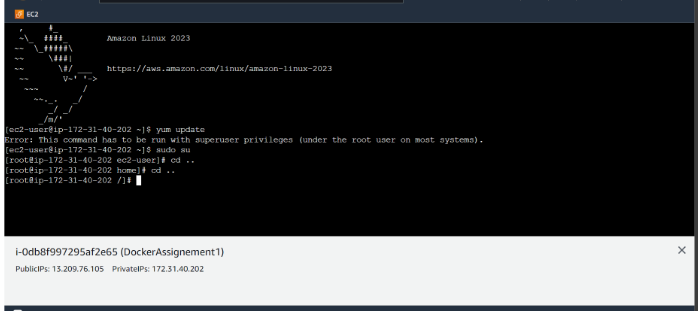 EC2
, #_
~\_ ####_ Amazon Linux 2023
~~ \_#####\
~~ \###|
~~ \#/ ___ https://aws.amazon.com/linux/amazon-linux-2023
~~ V~' '->
~~~ /
~~._. _/
_/ _/
_/m/'
[ec2-user@ip-172-31-40-202 ~]$ yum update
Error: This command has to be run with superuser privileges (under the root user on most systems).
[ec2-user@ip-172-31-40-202 ~]$ sudo su
[root@ip-172-31-40-202 ec2-user]# cd ..
[root@ip-172-31-40-202 home]# cd ..
[root@ip-172-31-40-202 /]#
i-0db8f997295af2e65 (DockerAssignement1)
PublicIPs: 13.209.76.105 PrivateIPs: 172.31.40.202